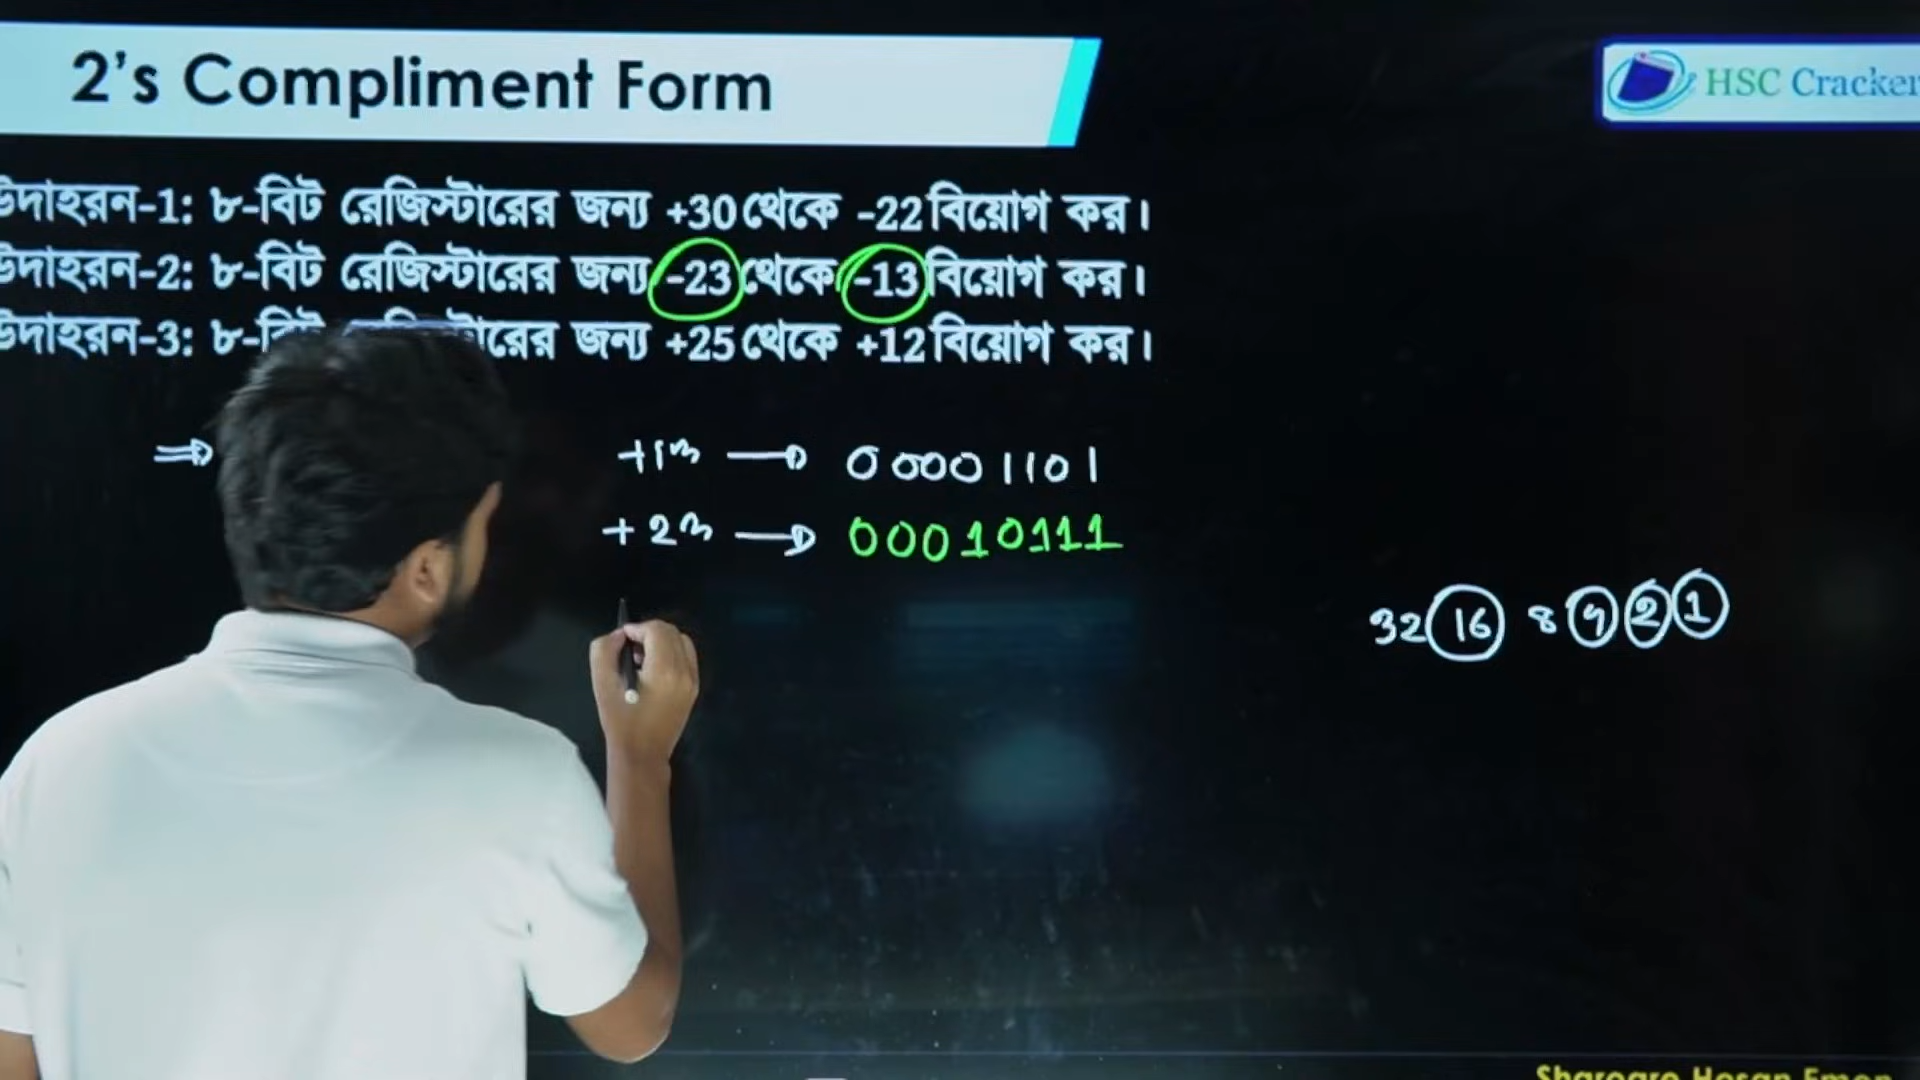 2's Compliment Form
HSC Cracker
উদাহরন-1: ৮-বিট রেজিস্টারের জন্য +30 থেকে -22 বিয়োগ কর।
উদাহরন-2: ৮-বিট রেজিস্টারের জন্য -23 থেকে -13 বিয়োগ কর।
উদাহরন-3: ৮-বিট রেজিস্টারের জন্য +25 থেকে +12 বিয়োগ কর।
⇒ +13 → 00001101
+23 → 00010111
32 16 8 4 2 1